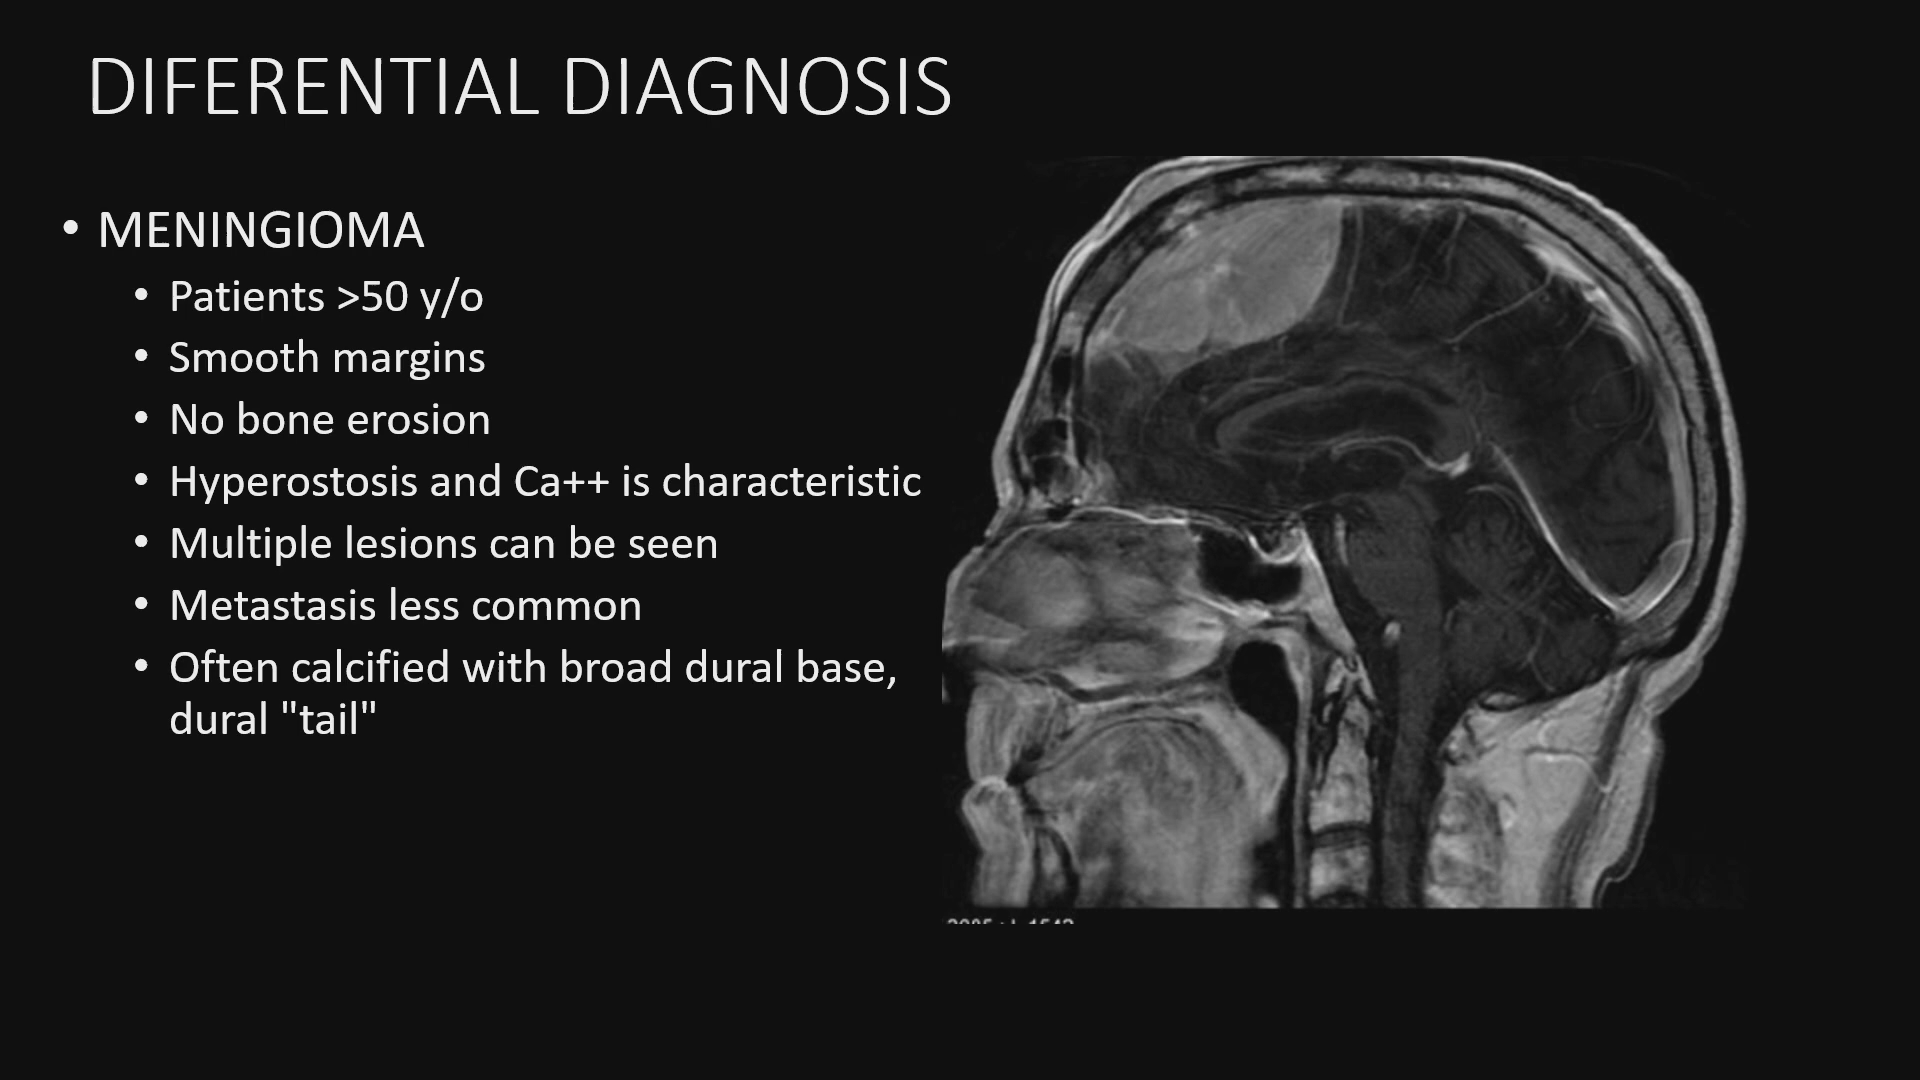 DIFERENTIAL DIAGNOSIS
• MENINGIOMA
• Patients >50 y/o
• Smooth margins
• No bone erosion
• Hyperostosis and Ca++ is characteristic
• Multiple lesions can be seen
• Metastasis less common
• Often calcified with broad dural base,
dural "tail"